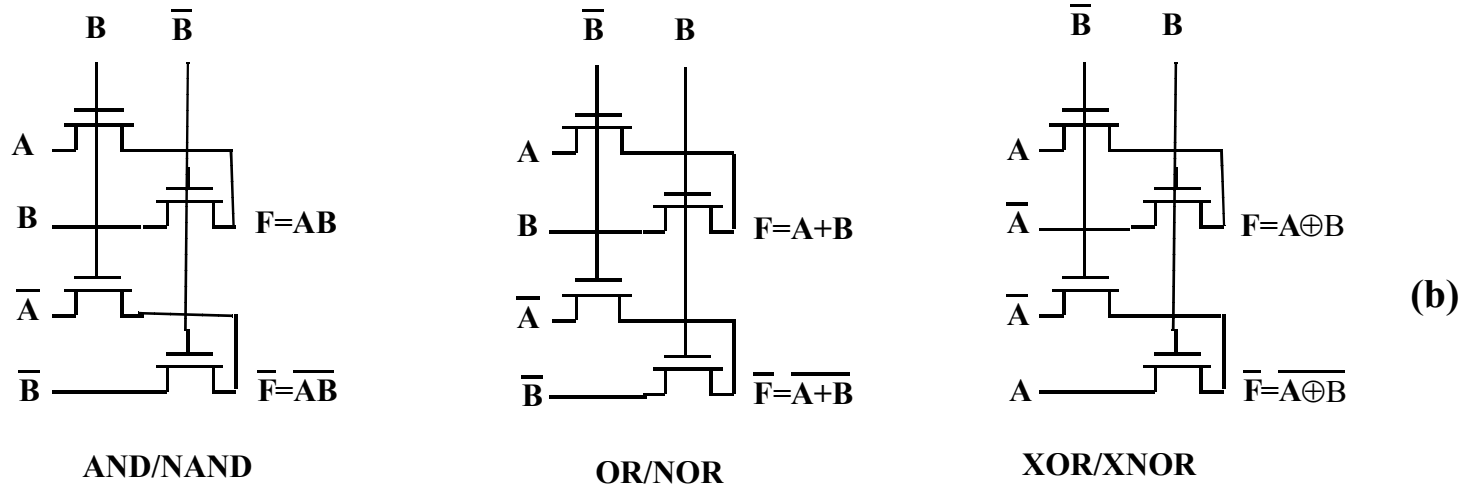 B B̅ B̅ B B̅ B
A A A
B F=AB B F=A+B A̅ F=A⊕B
A̅ A̅ A̅
(b)
B̅ F̅=A̅B̅ B̅ F̅=A̅+̅B̅ A F̅=A̅⊕̅B̅
AND/NAND OR/NOR XOR/XNOR